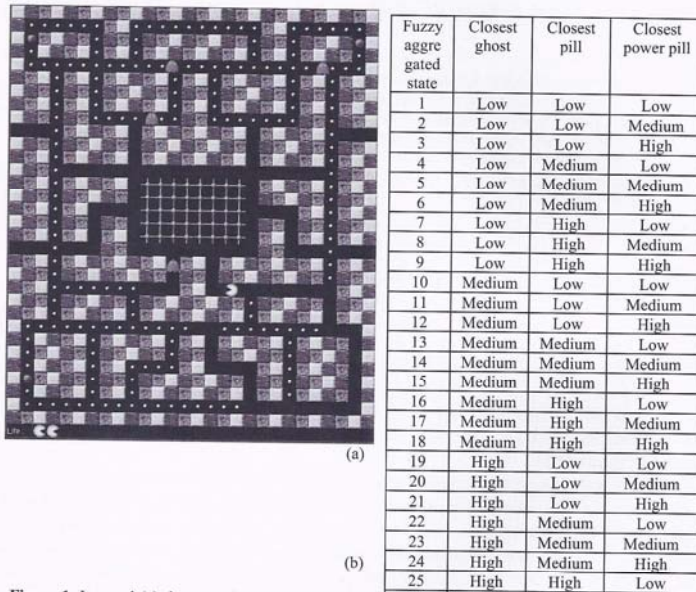 Life
(a)
(b)
Fuzzy aggre gated state Closest ghost Closest pill Closest power pill
1 Low Low Low
2 Low Low Medium
3 Low Low High
4 Low Medium Low
5 Low Medium Medium
6 Low Medium High
7 Low High Low
8 Low High Medium
9 Low High High
10 Medium Low Low
11 Medium Low Medium
12 Medium Low High
13 Medium Medium Low
14 Medium Medium Medium
15 Medium Medium High
16 Medium High Low
17 Medium High Medium
18 Medium High High
19 High Low Low
20 High Low Medium
21 High Low High
22 High Medium Low
23 High Medium Medium
24 High Medium High
25 High High Low